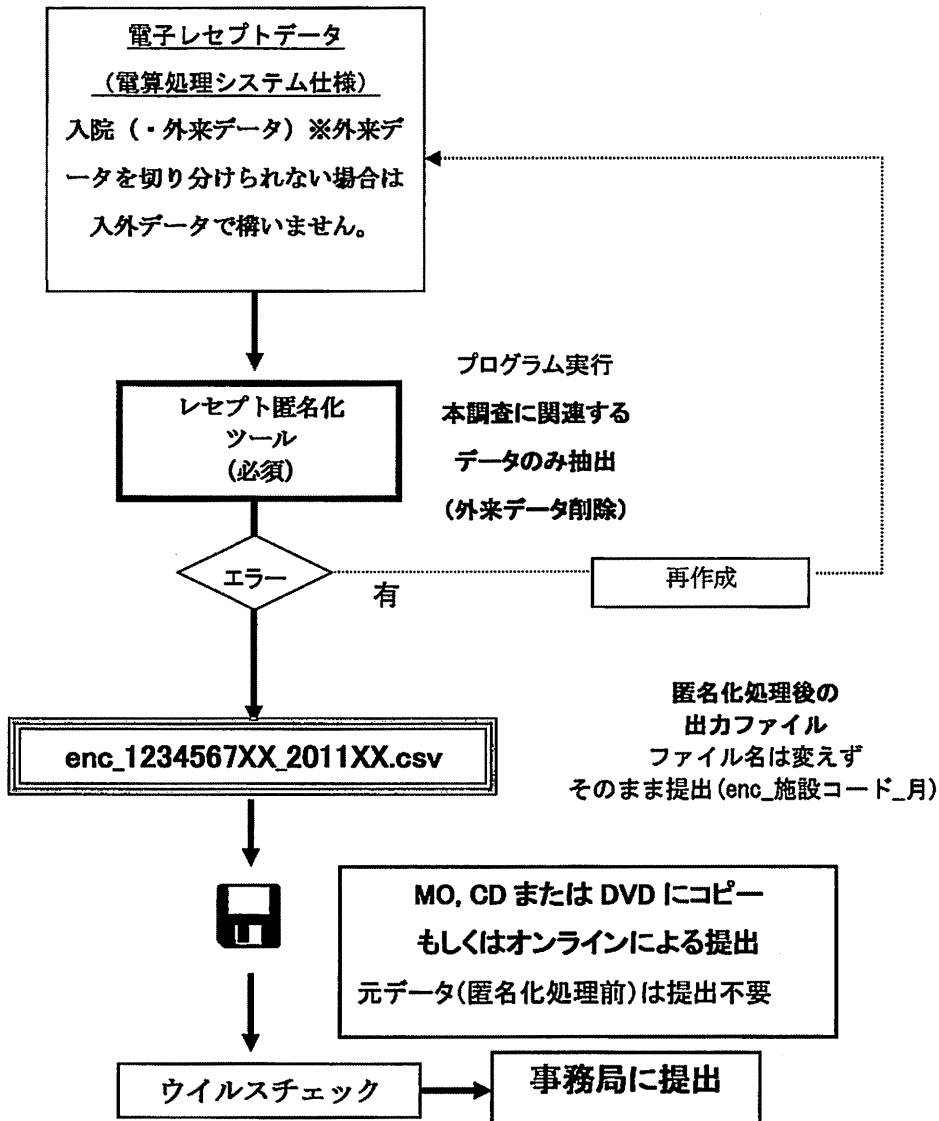 電子レセプトデータ
(電算処理システム仕様)
入院(・外来データ)※外来デ
ータを切り分けられない場合は
入外データで構いません。
レセプト匿名化
ツール
(必須)
プログラム実行
本調査に関連する
データのみ抽出
(外来データ削除)
エラー
有
再作成
enc_1234567XX_2011XX.csv
匿名化処理後の
出力ファイル
ファイル名は変えず
そのまま提出(enc_施設コード_月)
MO, CD または DVD にコピー
もしくはオンラインによる提出
元データ(匿名化処理前)は提出不要
ウイルスチェック
事務局に提出